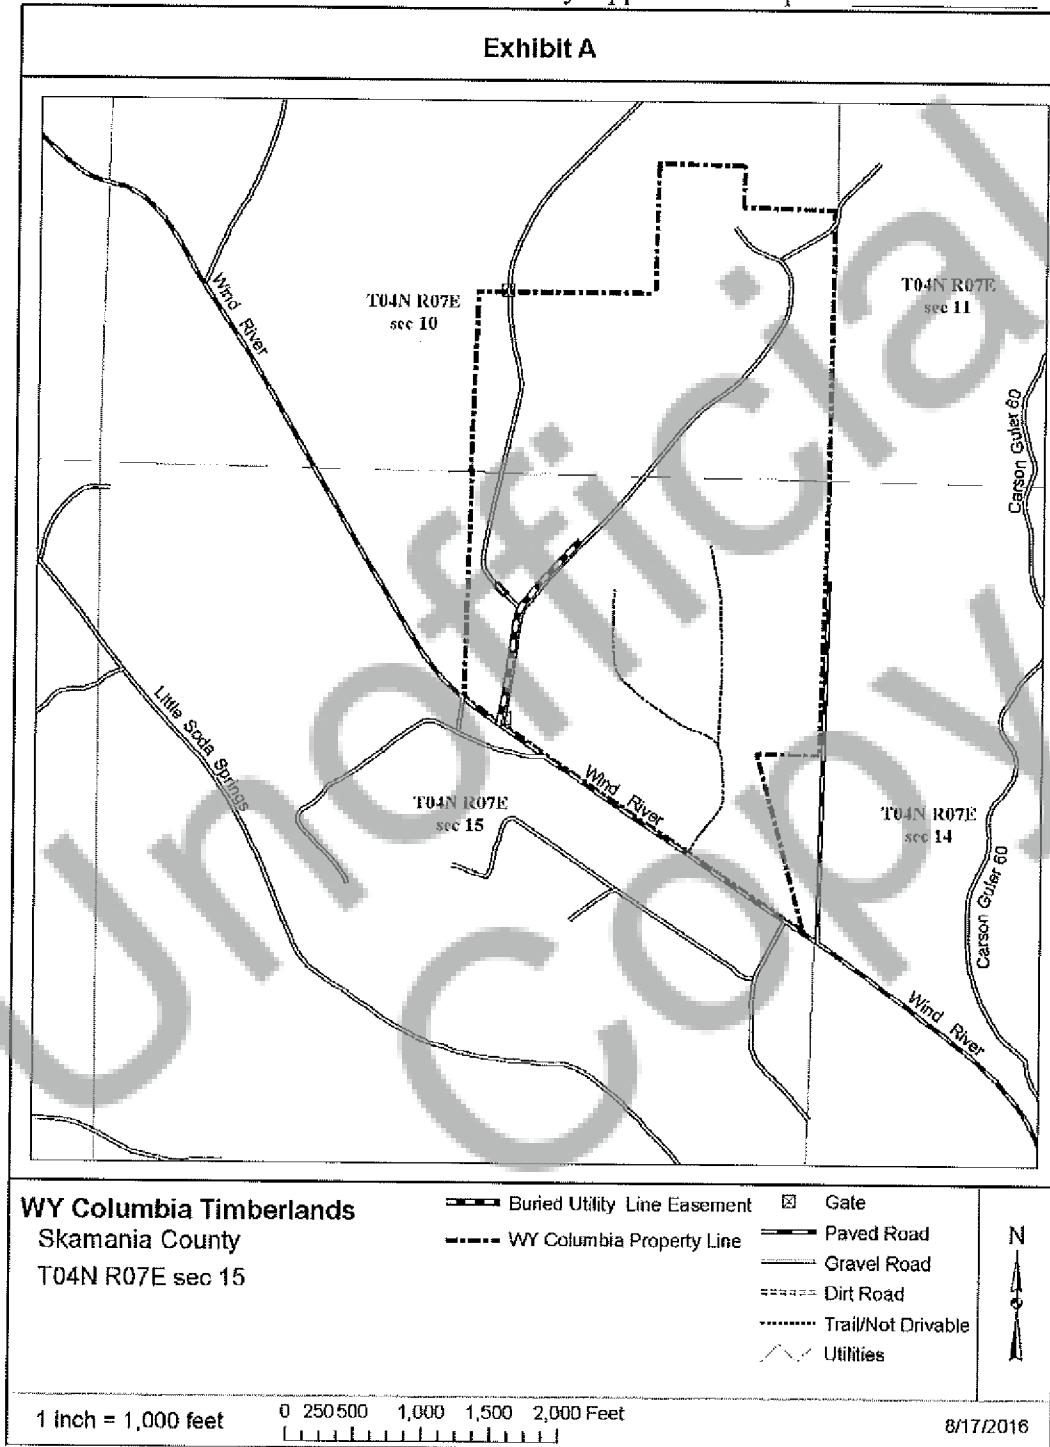 Exhibit A
T04N R07E
sec 10
T04N R07E
sec 11
Wind River
Carson Guler 60
Little Soda Springs
Wind River
T04N R07E
sec 15
T04N R07E
sec 14
Carson Guler 60
Wind River
Unofficial
Copy
WY Columbia Timberlands
Skamania County
T04N R07E sec 15
Buried Utility Line Easement
WY Columbia Property Line
Gate
Paved Road
Gravel Road
Dirt Road
Trail/Not Drivable
Utilities
N
1 inch = 1,000 feet
0 250 500 1,000 1,500 2,000 Feet
8/17/2016